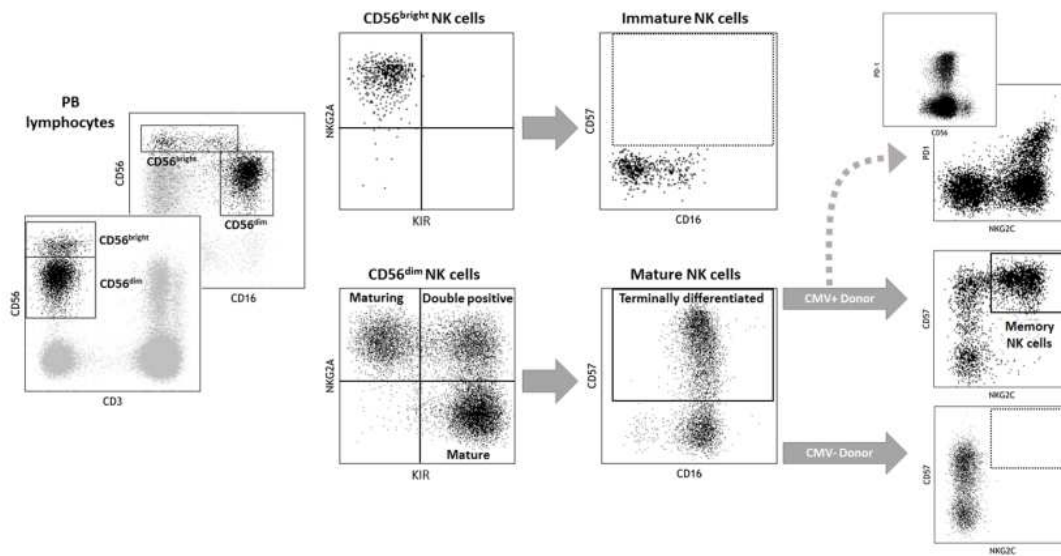 PB
lymphocytes
CD56
CD56bright
CD56dim
CD16
CD56
CD56bright
CD56dim
CD3
CD56bright NK cells
NKG2A
KIR
Immature NK cells
CD57
CD16
CD56dim NK cells
Maturing
Double positive
NKG2A
Mature
KIR
Mature NK cells
Terminally differentiated
CD57
CD16
CMV+ Donor
CMV- Donor
PD-1
CD56
PD1
NKG2C
CD57
Memory
NK cells
NKG2C
CD57
NKG2C